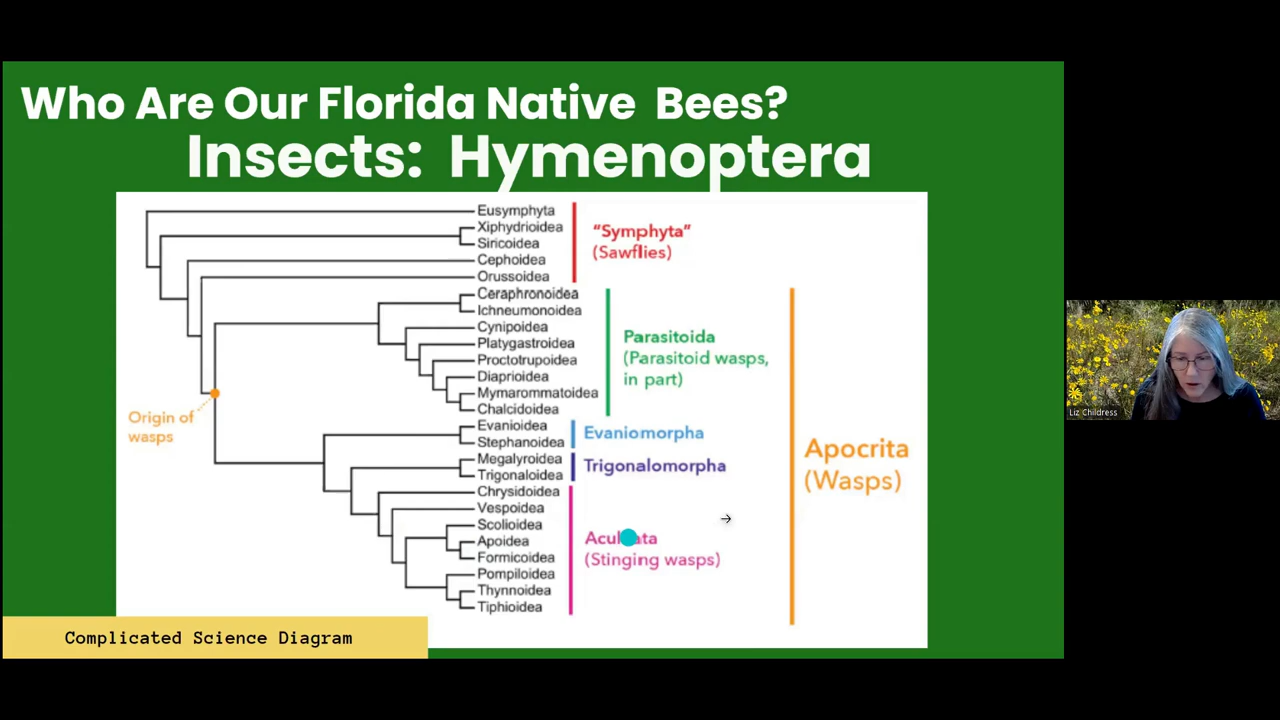 Who Are Our Florida Native Bees?
Insects: Hymenoptera
Eusymphyta
Xiphydrioidea
Siricoidea
Cephoidea
Orussoidea
"Symphyta"
(Sawflies)
Ceraphronoidea
Ichneumonoidea
Cynipoidea
Platygastroidea
Proctotrupoidea
Diaprioidea
Mymarommatoidea
Chalcidoidea
Parasitoida
(Parasitoid wasps,
in part)
Origin of
wasps
Evanioidea
Stephanoidea
Evaniomorpha
Megalyroidea
Trigonaloidea
Trigonalomorpha
Chrysidoidea
Vespoidea
Scolioidea
Apoidea
Formicoidea
Pompiloidea
Thynnoidea
Tiphioidea
(Stinging wasps)
Apocrita
(Wasps)
Complicated Science Diagram
Liz Childress